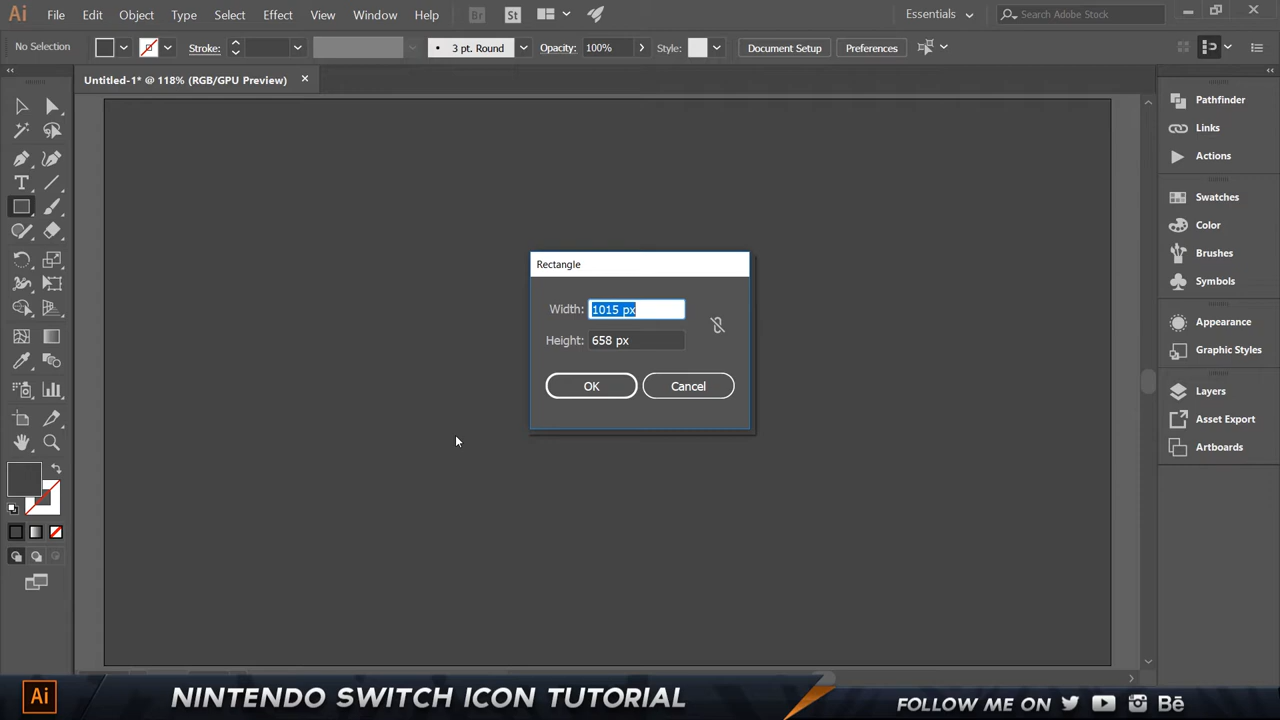 Ai File Edit Object Type Select Effect View Window Help Br St Essentials Search Adobe Stock
No Selection Stroke: 3 pt. Round Opacity: 100% Style: Document Setup Preferences
Untitled-1* @ 118% (RGB/GPU Preview)
Pathfinder
Links
Actions
Swatches
Color
Brushes
Symbols
Appearance
Graphic Styles
Layers
Asset Export
Artboards
Rectangle
Width: 1015 px
Height: 658 px
OK Cancel
Ai NINTENDO SWITCH ICON TUTORIAL FOLLOW ME ON Bē